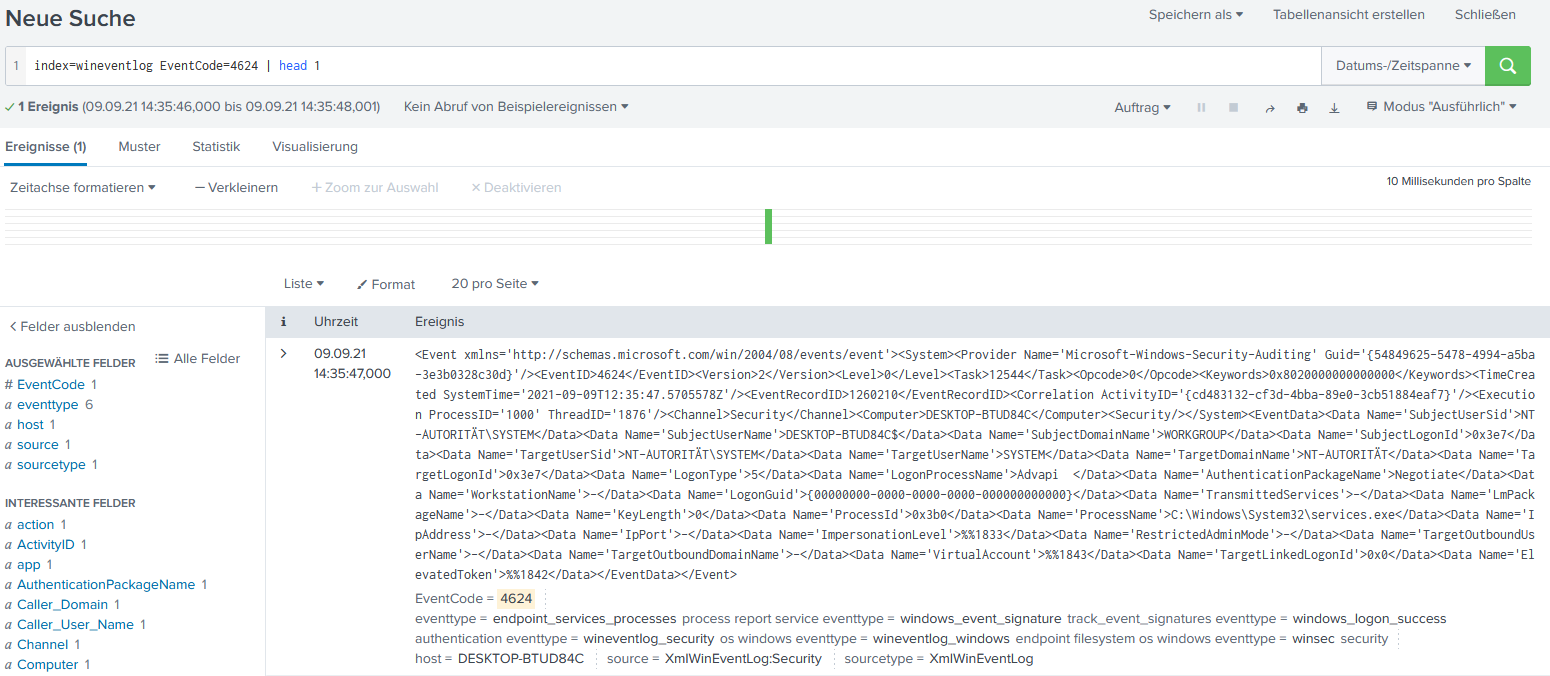 Neue Suche
Speichern als Tabellenansicht erstellen Schließen
1 index=wineventlog EventCode=4624 | head 1 Datums-/Zeitspanne
1 Ereignis (09.09.21 14:35:46,000 bis 09.09.21 14:35:48,001) Kein Abruf von Beispielereignissen Auftrag Modus "Ausführlich"
Ereignisse (1) Muster Statistik Visualisierung
Zeitachse formatieren — Verkleinern + Zoom zur Auswahl × Deaktivieren 10 Millisekunden pro Spalte
Liste Format 20 pro Seite
< Felder ausblenden
AUSGEWÄHLTE FELDER Alle Felder
# EventCode 1
a eventtype 6
a host 1
a source 1
a sourcetype 1
INTERESSANTE FELDER
a action 1
a ActivityID 1
a app 1
a AuthenticationPackageName 1
a Caller_Domain 1
a Caller_User_Name 1
a Channel 1
a Computer 1
i Uhrzeit Ereignis
> 09.09.21
14:35:47,000
<Event xmlns='http://schemas.microsoft.com/win/2004/08/events/event'><System><Provider Name='Microsoft-Windows-Security-Auditing' Guid='{54849625-5478-4994-a5ba
-3e3b0328c30d}'/><EventID>4624</EventID><Version>2</Version><Level>0</Level><Task>12544</Task><Opcode>0</Opcode><Keywords>0x8020000000000000</Keywords><TimeCrea
ted SystemTime='2021-09-09T12:35:47.5705578Z'/><EventRecordID>1260210</EventRecordID><Correlation ActivityID='{cd483132-cf3d-4bba-89e0-3cb51884eaf7}'/><Executio
n ProcessID='1000' ThreadID='1876'/><Channel>Security</Channel><Computer>DESKTOP-BTUD84C</Computer><Security/></System><EventData><Data Name='SubjectUserSid'>NT
-AUTORITÄT\SYSTEM</Data><Data Name='SubjectUserName'>DESKTOP-BTUD84C$</Data><Data Name='SubjectDomainName'>WORKGROUP</Data><Data Name='SubjectLogonId'>0x3e7</Da
ta><Data Name='TargetUserSid'>NT-AUTORITÄT\SYSTEM</Data><Data Name='TargetUserName'>SYSTEM</Data><Data Name='TargetDomainName'>NT-AUTORITÄT</Data><Data Name='Ta
rgetLogonId'>0x3e7</Data><Data Name='LogonType'>5</Data><Data Name='LogonProcessName'>Advapi  </Data><Data Name='AuthenticationPackageName'>Negotiate</Data><Dat
a Name='WorkstationName'>-</Data><Data Name='LogonGuid'>{00000000-0000-0000-0000-000000000000}</Data><Data Name='TransmittedServices'>-</Data><Data Name='LmPack
ageName'>-</Data><Data Name='KeyLength'>0</Data><Data Name='ProcessId'>0x3b0</Data><Data Name='ProcessName'>C:\Windows\System32\services.exe</Data><Data Name='I
pAddress'>-</Data><Data Name='IpPort'>-</Data><Data Name='ImpersonationLevel'>%%1833</Data><Data Name='RestrictedAdminMode'>-</Data><Data Name='TargetOutboundUs
erName'>-</Data><Data Name='TargetOutboundDomainName'>-</Data><Data Name='VirtualAccount'>%%1843</Data><Data Name='TargetLinkedLogonId'>0x0</Data><Data Name='El
evatedToken'>%%1842</Data></EventData></Event>
EventCode = 4624
eventtype = endpoint_services_processes process report service eventtype = windows_event_signature track_event_signatures eventtype = windows_logon_success
authentication eventtype = wineventlog_security os windows eventtype = wineventlog_windows endpoint filesystem os windows eventtype = winsec security
host = DESKTOP-BTUD84C source = XmlWinEventLog:Security sourcetype = XmlWinEventLog